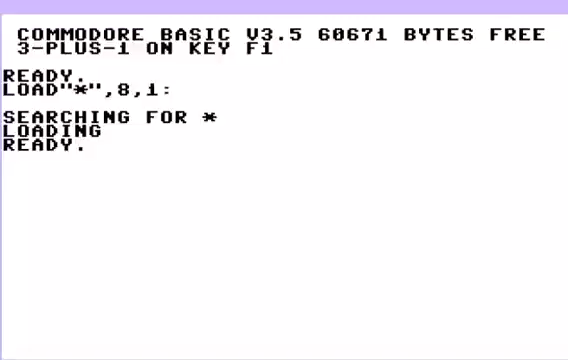 COMMODORE BASIC V3.5 60671 BYTES FREE
3-PLUS-1 ON KEY F1
READY.
LOAD"*",8,1:
SEARCHING FOR *
LOADING
READY.